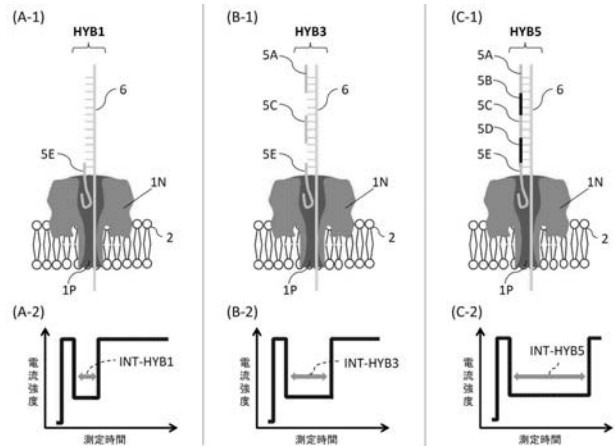 (A-1)
HYB1
6
5E
1N
2
1P
(A-2)
電流強度
INT-HYB1
測定時間
(B-1)
HYB3
5A
6
5C
5E
1N
2
1P
(B-2)
電流強度
INT-HYB3
測定時間
(C-1)
HYB5
5A
5B
6
5C
5D
5E
1N
2
1P
(C-2)
電流強度
INT-HYB5
測定時間